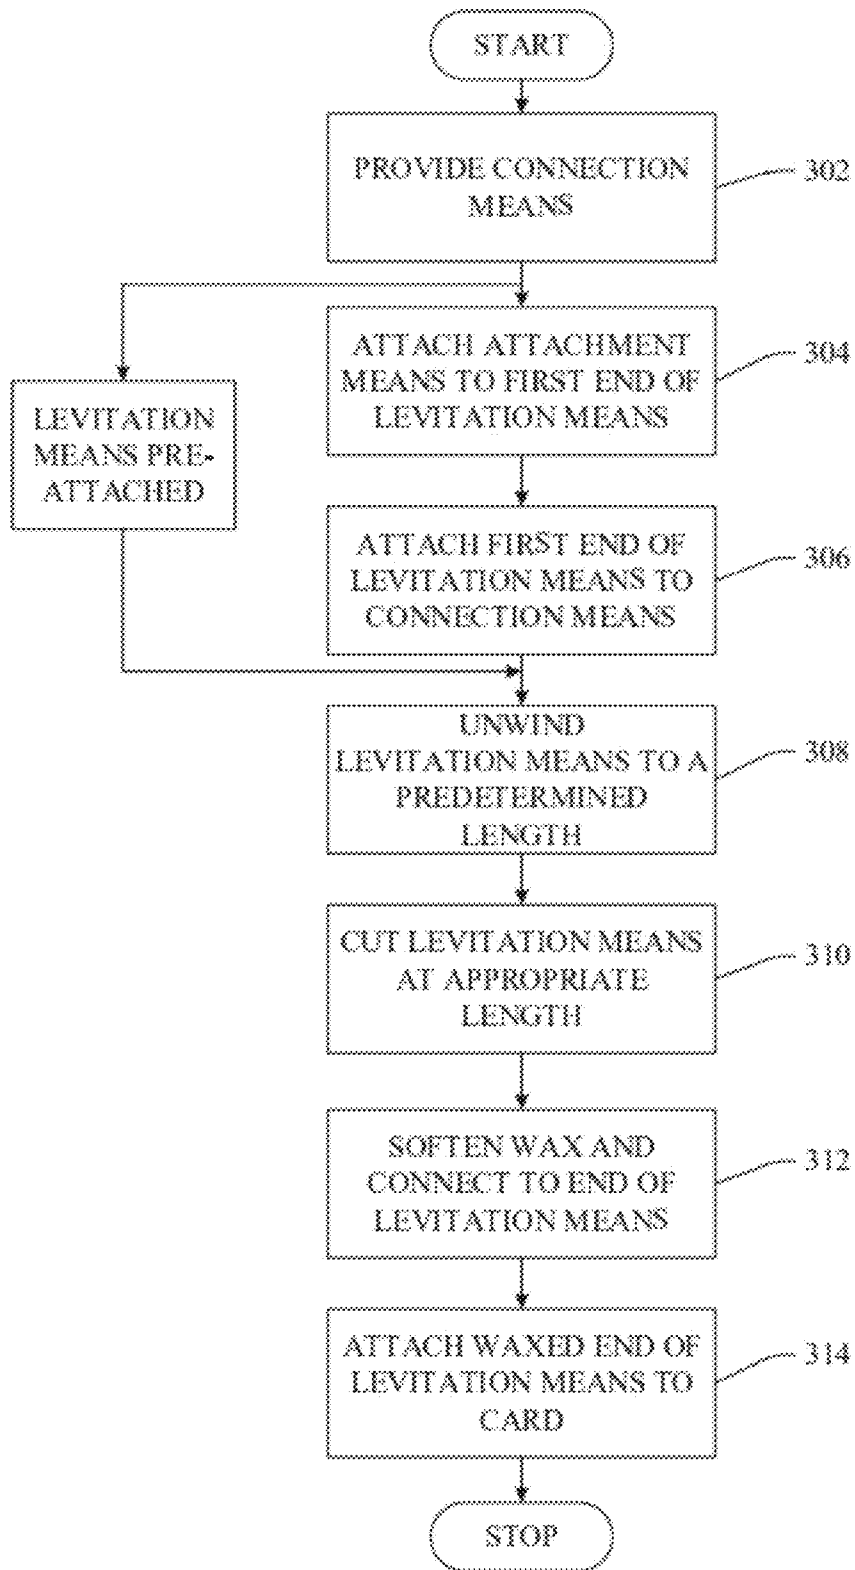 START
PROVIDE CONNECTION
MEANS
302
ATTACH ATTACHMENT
MEANS TO FIRST END OF
LEVITATION MEANS
304
LEVITATION
MEANS PRE-
ATTACHED
ATTACH FIRST END OF
LEVITATION MEANS TO
CONNECTION MEANS
306
UNWIND
LEVITATION MEANS TO A
PREDETERMINED
LENGTH
308
CUT LEVITATION MEANS
AT APPROPRIATE
LENGTH
310
SOFTEN WAX AND
CONNECT TO END OF
LEVITATION MEANS
312
ATTACH WAXED END OF
LEVITATION MEANS TO
CARD
314
STOP